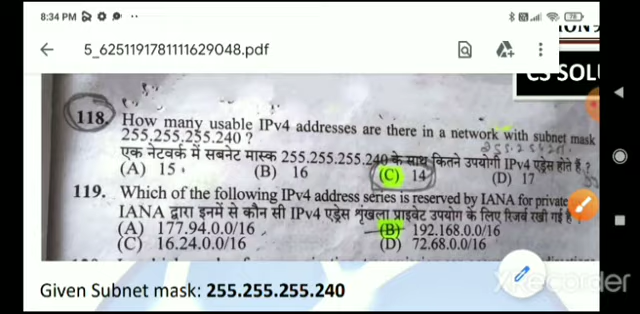 8:34 PM
78
5_6251191781111629048.pdf
CS SOLU
118. How many usable IPv4 addresses are there in a network with subnet mask
255.255.255.240 ?
एक नेटवर्क में सबनेट मास्क 255.255.255.240 के साथ कितने उपयोगी IPv4 एड्रेस होते हैं ?
(A) 15 (B) 16 (C) 14 (D) 17
119. Which of the following IPv4 address series is reserved by IANA for private
IANA द्वारा इनमें से कौन सी IPv4 एड्रेस शृंखला प्राइवेट उपयोग के लिए रिजर्व रखी गई है
(A) 177.94.0.0/16 (B) 192.168.0.0/16
(C) 16.24.0.0/16 (D) 72.68.0.0/16
Given Subnet mask: 255.255.255.240
XRecorder